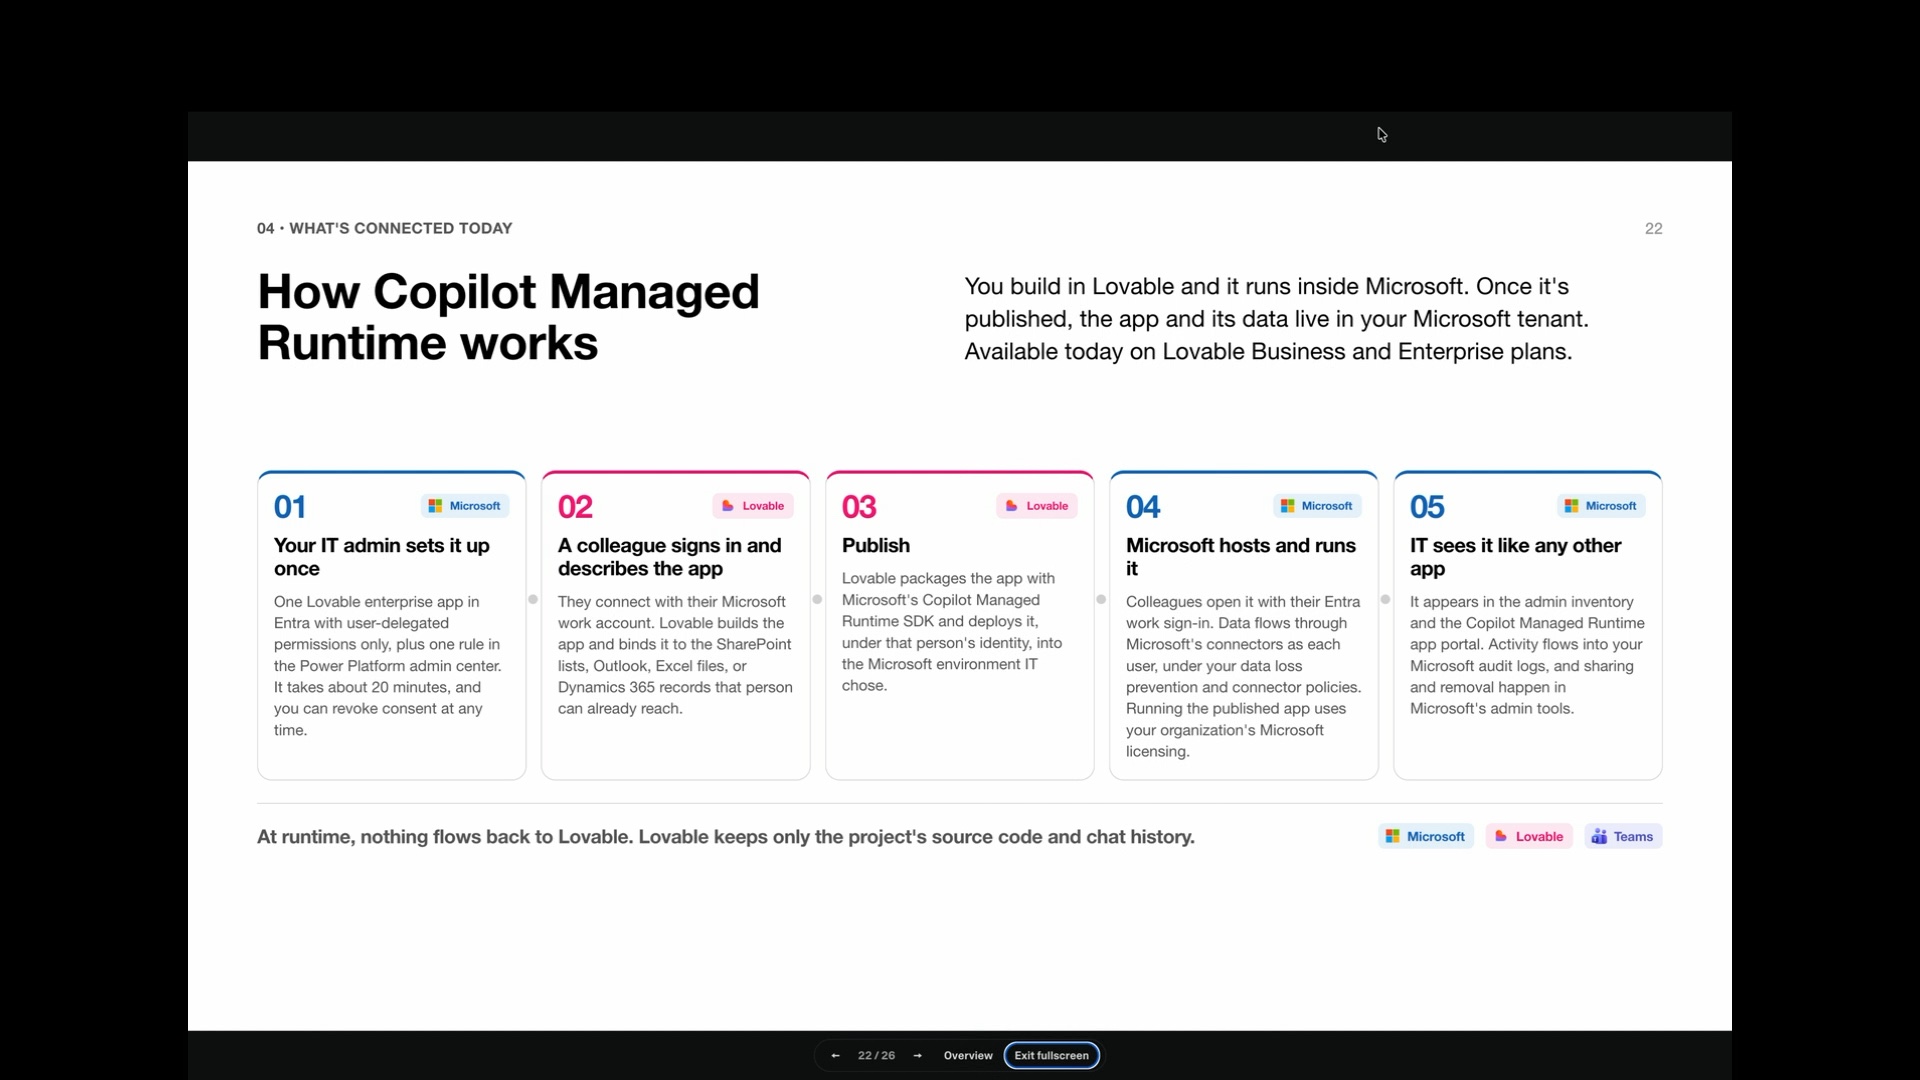 04 • WHAT'S CONNECTED TODAY
22
How Copilot Managed
Runtime works
You build in Lovable and it runs inside Microsoft. Once it's
published, the app and its data live in your Microsoft tenant.
Available today on Lovable Business and Enterprise plans.
01
Microsoft
Your IT admin sets it up
once
One Lovable enterprise app in
Entra with user-delegated
permissions only, plus one rule in
the Power Platform admin center.
It takes about 20 minutes, and
you can revoke consent at any
time.
02
Lovable
A colleague signs in and
describes the app
They connect with their Microsoft
work account. Lovable builds the
app and binds it to the SharePoint
lists, Outlook, Excel files, or
Dynamics 365 records that person
can already reach.
03
Lovable
Publish
Lovable packages the app with
Microsoft's Copilot Managed
Runtime SDK and deploys it,
under that person's identity, into
the Microsoft environment IT
chose.
04
Microsoft
Microsoft hosts and runs
it
Colleagues open it with their Entra
work sign-in. Data flows through
Microsoft's connectors as each
user, under your data loss
prevention and connector policies.
Running the published app uses
your organization's Microsoft
licensing.
05
Microsoft
IT sees it like any other
app
It appears in the admin inventory
and the Copilot Managed Runtime
app portal. Activity flows into your
Microsoft audit logs, and sharing
and removal happen in
Microsoft's admin tools.
At runtime, nothing flows back to Lovable. Lovable keeps only the project's source code and chat history.
Microsoft
Lovable
Teams
← 22 / 26 → Overview Exit fullscreen